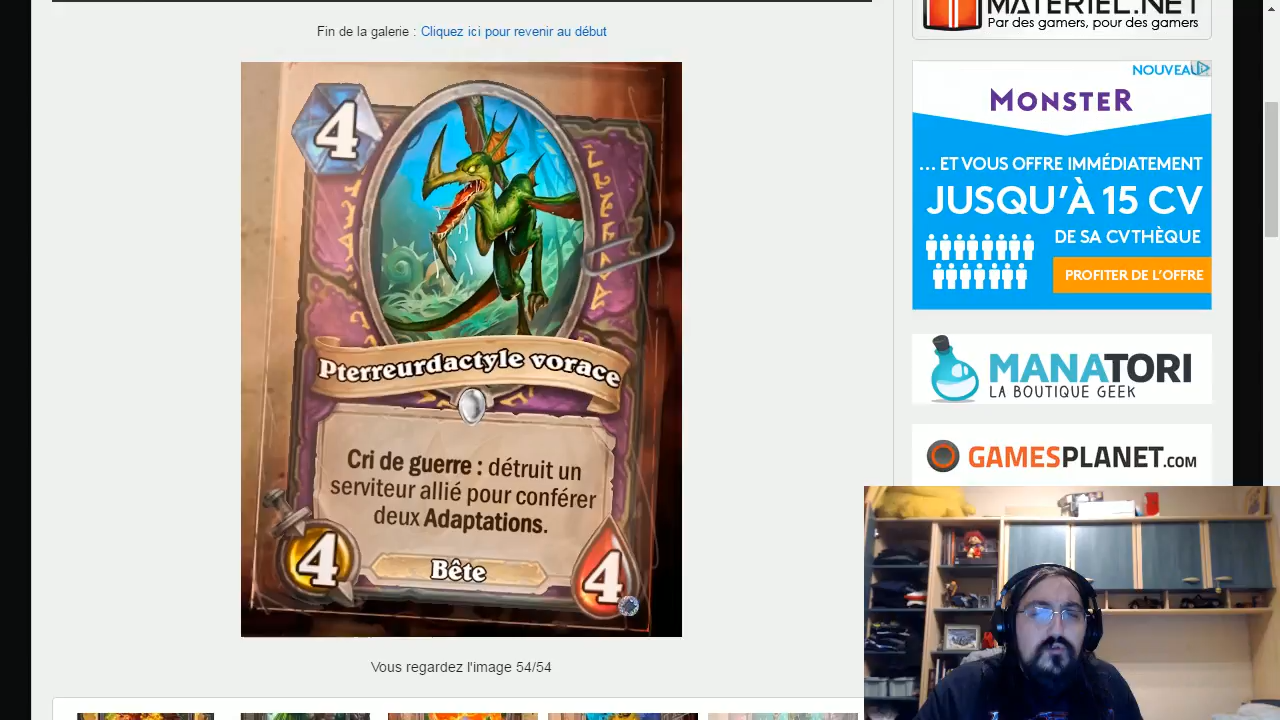 MATERIEL.NET
Par des gamers, pour des gamers
Fin de la galerie : Cliquez ici pour revenir au début
NOUVEAU
MONSTER
... ET VOUS OFFRE IMMÉDIATEMENT
JUSQU'À 15 CV
DE SA CVTHÈQUE
PROFITER DE L'OFFRE
4
Pterreurdactyle vorace
Cri de guerre : détruit un
serviteur allié pour conférer
deux Adaptations.
4
Bête
4
MANATORI
LA BOUTIQUE GEEK
GAMESPLANET.COM
Vous regardez l'image 54/54